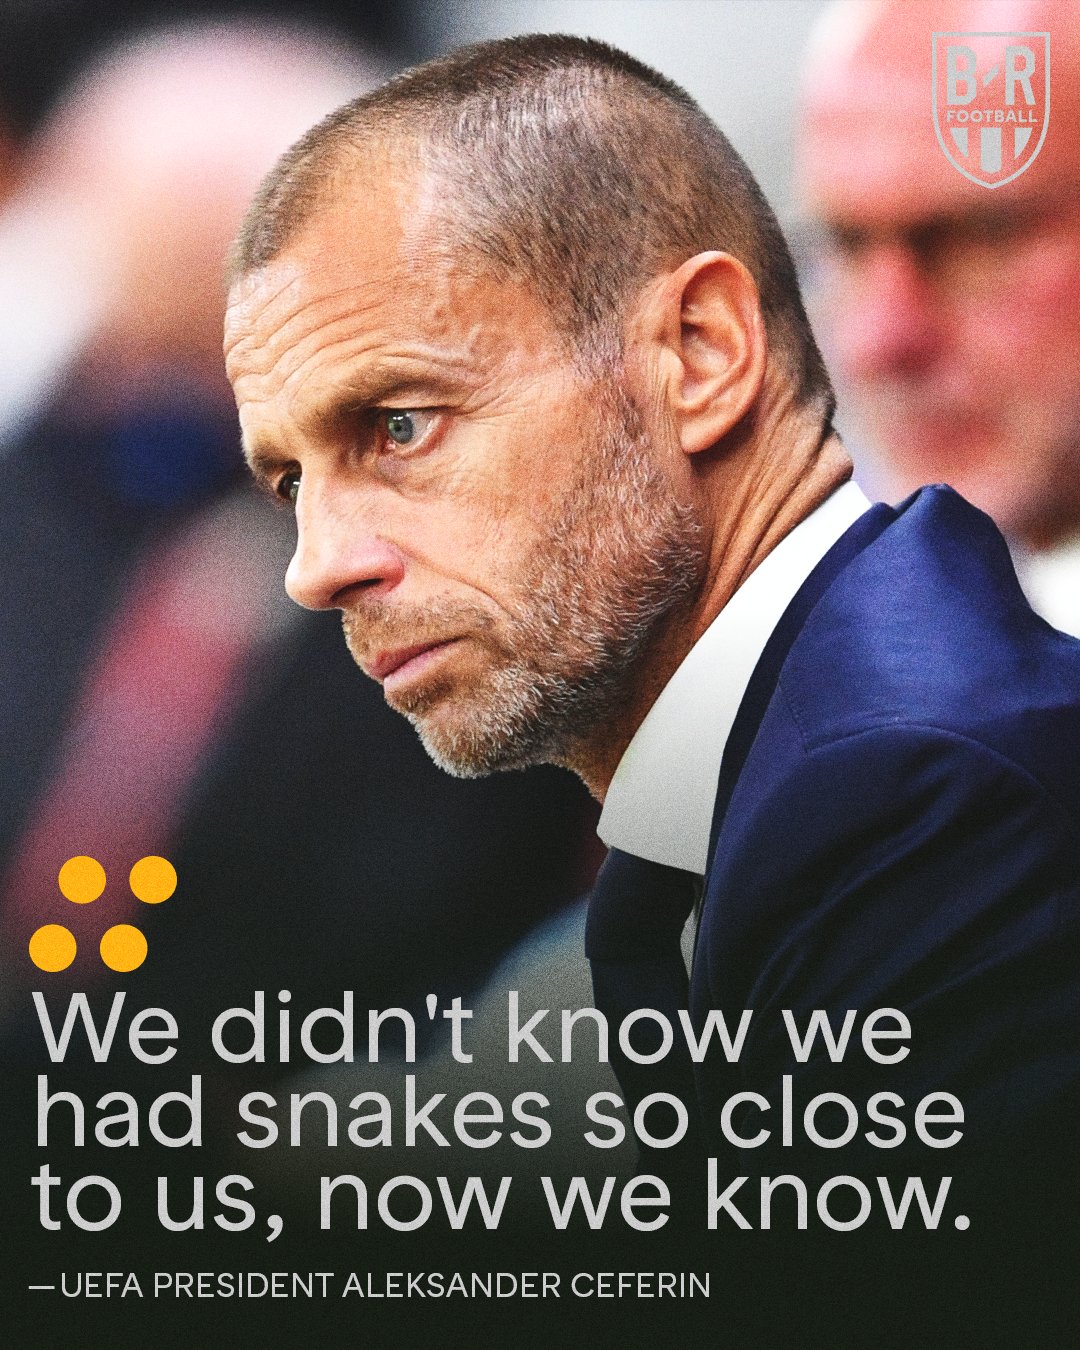 B/R
FOOTBALL
We didn't know we
had snakes so close
to us, now we know.
—UEFA PRESIDENT ALEKSANDER CEFERIN